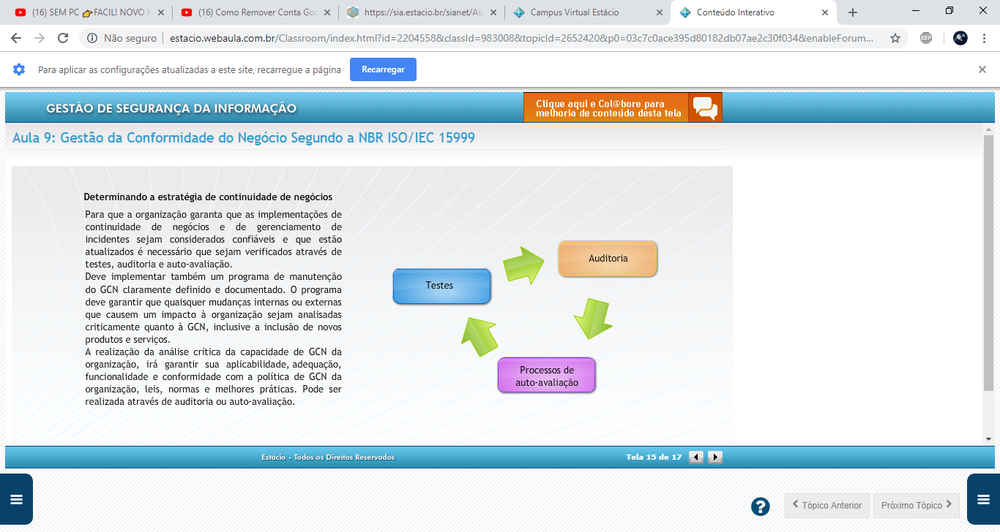 (16) SEM PC 👉FACIL! NOVO M
(16) Como Remover Conta Goo
https://sia.estacio.br/sianet/Asp
Campus Virtual Estácio
Conteúdo Interativo
Não seguro
estacio.webaula.com.br/Classroom/index.html?id=2204558&classId=983008&topicId=2652420&p0=03c7c0ace395d80182db07ae2c30f034&enableForum...
ABP
Para aplicar as configurações atualizadas a este site, recarregue a página
Recarregar
GESTÃO DE SEGURANÇA DA INFORMAÇÃO
Clique aqui e Col@bore para
melhoria de conteúdo desta tela
Aula 9: Gestão da Conformidade do Negócio Segundo a NBR ISO/IEC 15999
Determinando a estratégia de continuidade de negócios
Para que a organização garanta que as implementações de
continuidade de negócios e de gerenciamento de
incidentes sejam considerados confiáveis e que estão
atualizados é necessário que sejam verificados através de
testes, auditoria e auto-avaliação.
Deve implementar também um programa de manutenção
do GCN claramente definido e documentado. O programa
deve garantir que quaisquer mudanças internas ou externas
que causem um impacto à organização sejam analisadas
criticamente quanto à GCN, inclusive a inclusão de novos
produtos e serviços.
A realização da análise crítica da capacidade de GCN da
organização, irá garantir sua aplicabilidade, adequação,
funcionalidade e conformidade com a política de GCN da
organização, leis, normas e melhores práticas. Pode ser
realizada através de auditoria ou auto-avaliação.
Auditoria
Testes
Processos de
auto-avaliação
Estácio - Todos os Direitos Reservados
Tela 15 de 17
?
Tópico Anterior
Próximo Tópico